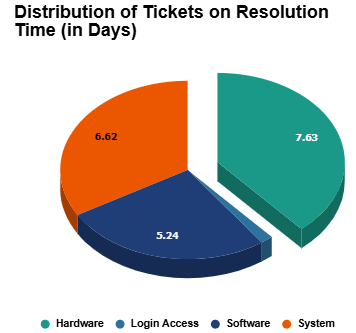 Distribution of Tickets on Resolution
Time (in Days)
6.62
7.63
5.24
Hardware
Login Access
Software
System